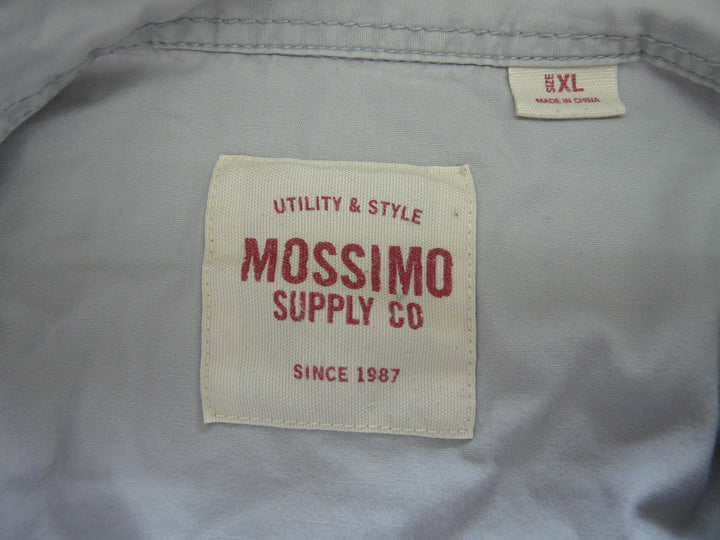 SIZE XL
MADE IN CHINA
UTILITY & STYLE
MOSSIMO
SUPPLY CO
SINCE 1987